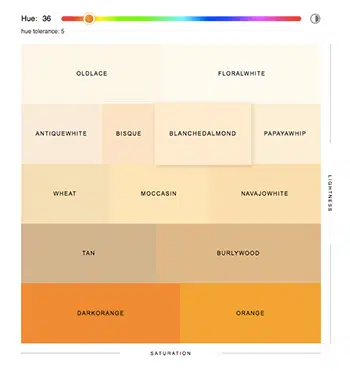 Hue: 36
hue tolerance: 5
OLDLACE FLORALWHITE
ANTIQUEWHITE BISQUE BLANCHEDALMOND PAPAYAWHIP
WHEAT MOCCASIN NAVAJOWHITE
LIGHTNESS
TAN BURLYWOOD
DARKORANGE ORANGE
SATURATION